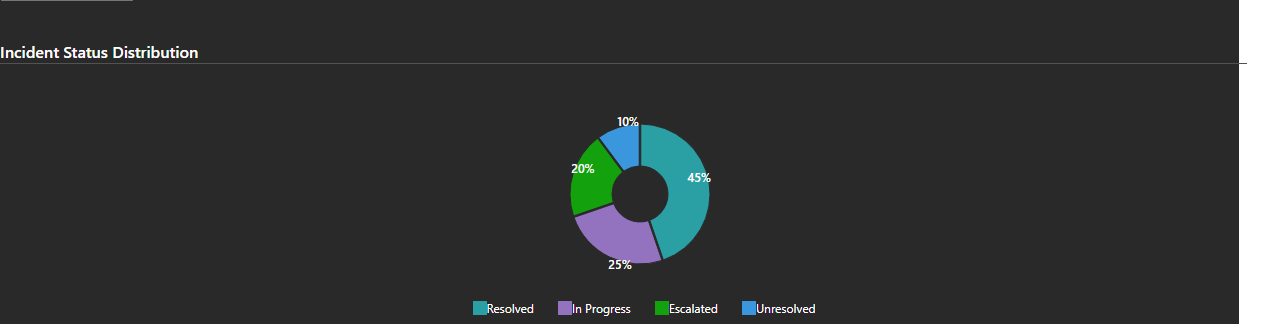 Incident Status Distribution
10%
20%
45%
25%
Resolved In Progress Escalated Unresolved